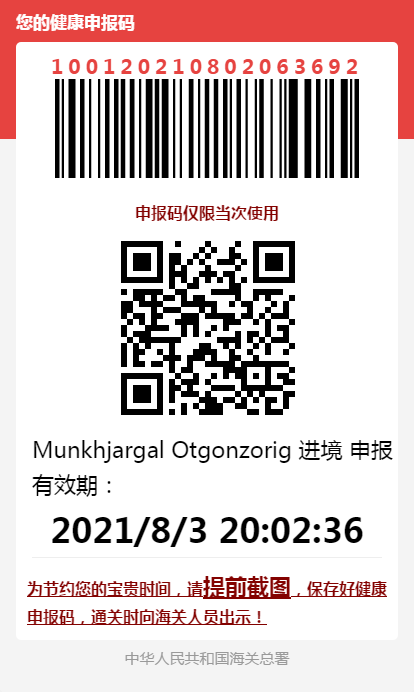 您的健康申报码
100120210802063692
申报码仅限当次使用
Munkhjargal Otgonzorig 进境 申报
有效期：
2021/8/3 20:02:36
为节约您的宝贵时间，请提前截图，保存好健康
申报码，通关时向海关人员出示！
中华人民共和国海关总署